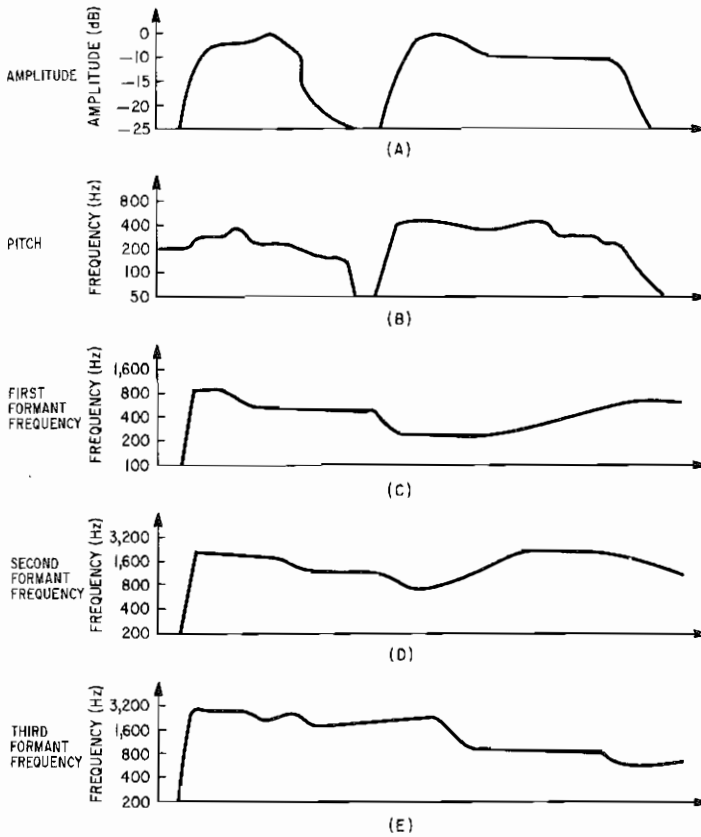 AMPLITUDE
AMPLITUDE (dB)
0
−10
−15
−20
−25
(A)
PITCH
FREQUENCY (Hz)
800
400
200
100
50
(B)
FIRST
FORMANT
FREQUENCY
FREQUENCY (Hz)
1,600
800
400
200
100
(C)
SECOND
FORMANT
FREQUENCY
FREQUENCY (Hz)
3,200
1,600
800
400
200
(D)
THIRD
FORMANT
FREQUENCY
FREQUENCY (Hz)
3,200
1,600
800
400
200
(E)